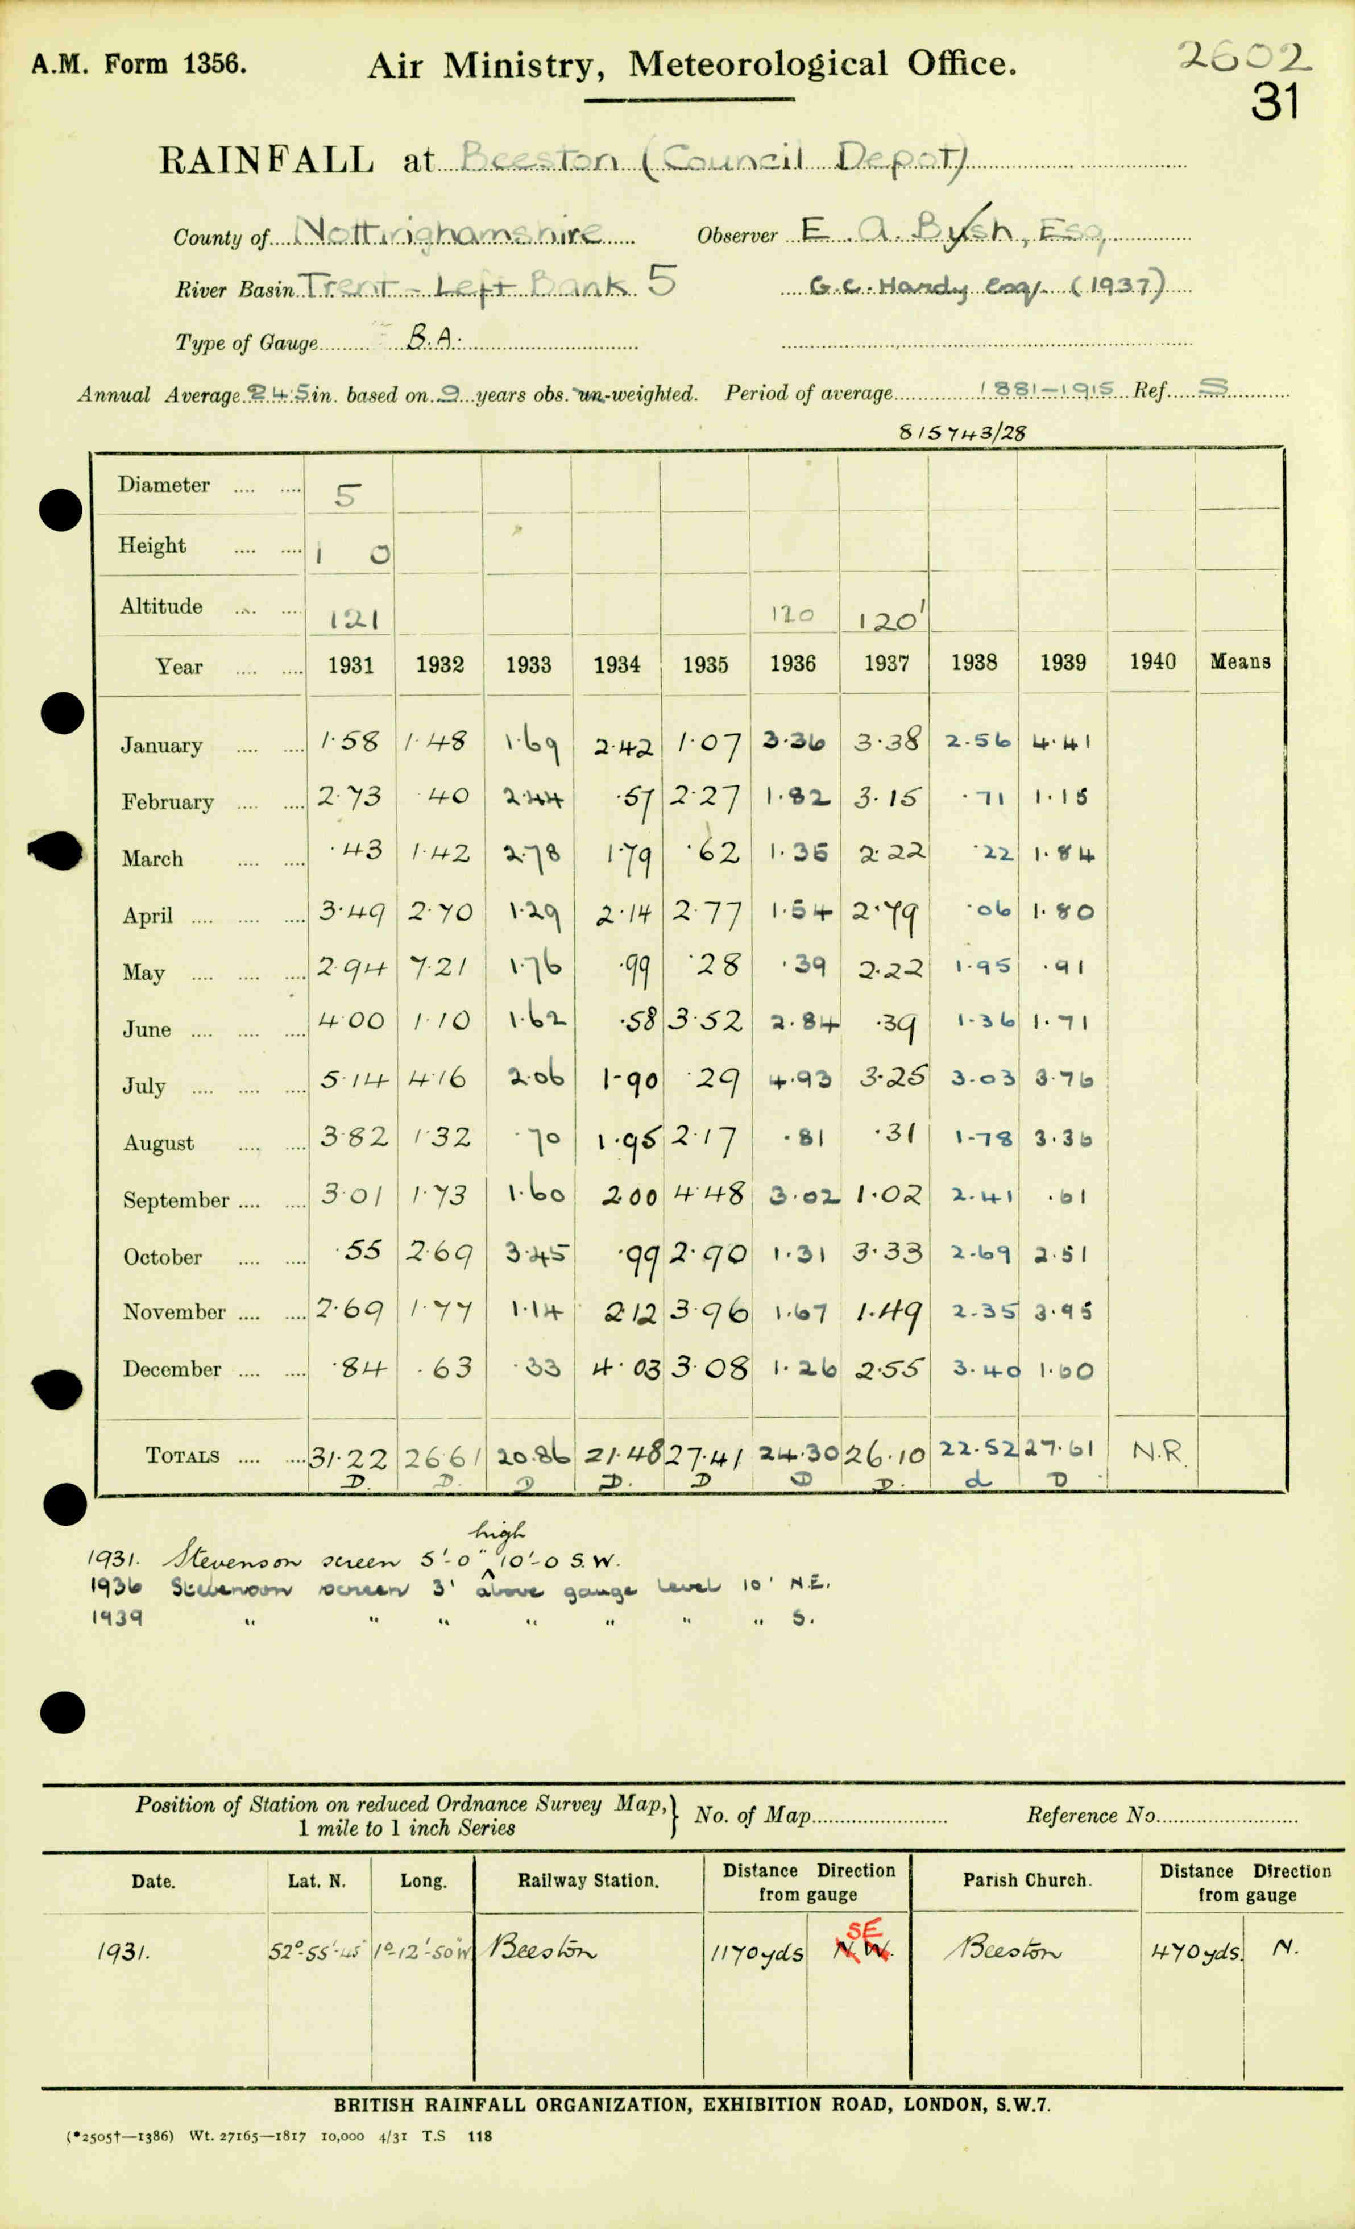 A.M. Form 1356. Air Ministry, Meteorological Office. 2602
31
RAINFALL at Beeston (Council Depot)
County of Nottinghamshire Observer E. A. Bush, Esq,
River Basin Trent - Left Bank 5 G.C. Hardy Esq. (1937)
Type of Gauge B.A.
Annual Average 24.5 in. based on 9 years obs. un-weighted. Period of average 1881-1915 Ref. S
815743/28
Diameter 5
Height 1 0
Altitude 121 120 120'
Year 1931 1932 1933 1934 1935 1936 1937 1938 1939 1940 Means
January 1.58 1.48 1.69 2.42 1.07 3.36 3.38 2.56 4.41
February 2.73 .40 2.44 .57 2.27 1.82 3.15 .71 1.15
March .43 1.42 2.78 1.79 .62 1.35 2.22 .22 1.84
April 3.49 2.70 1.29 2.14 2.77 1.54 2.79 .06 1.80
May 2.94 7.21 1.76 .99 .28 .39 2.22 1.95 .91
June 4.00 1.10 1.62 .58 3.52 2.84 .39 1.36 1.71
July 5.14 4.16 2.06 1.90 .29 4.93 3.25 3.03 3.76
August 3.82 1.32 .70 1.95 2.17 .81 .31 1.78 3.36
September 3.01 1.73 1.60 2.00 4.48 3.02 1.02 2.41 .61
October .55 2.69 3.45 .99 2.90 1.31 3.33 2.69 2.51
November 2.69 1.77 1.14 2.12 3.96 1.67 1.49 2.35 3.95
December .84 .63 .33 4.03 3.08 1.26 2.55 3.40 1.60
TOTALS 31.22 26.61 20.86 21.48 27.41 24.30 26.10 22.52 27.61 N.R.
D. D. D D. D D D. d D
high
1931. Stevenson screen 5'-0" 10'-0 S.W.
1936 Stevenson screen 3' above gauge level 10' N.E.
1939 " " " " " " " S.
Position of Station on reduced Ordnance Survey Map, No. of Map Reference No.
1 mile to 1 inch Series
Date. Lat. N. Long. Railway Station. Distance Direction from gauge Parish Church. Distance Direction from gauge
SE
1931. 52°-55'-45" 1°-12'-50"W Beeston 1170yds N.W. Beeston 470yds. N.
BRITISH RAINFALL ORGANIZATION, EXHIBITION ROAD, LONDON, S.W.7.
(*2505†—1386) Wt. 27165—1817 10,000 4/31 T.S 118